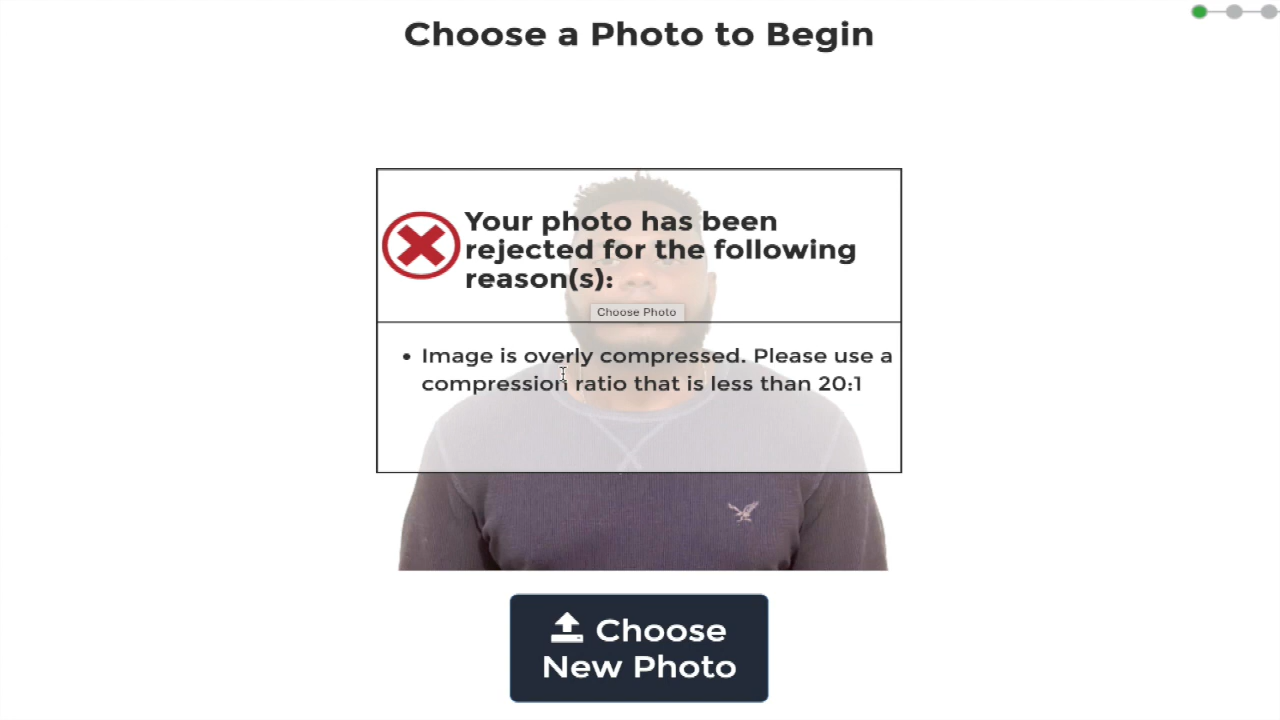 Choose a Photo to Begin
Your photo has been
rejected for the following
reason(s):
Choose Photo
• Image is overly compressed. Please use a
compression ratio that is less than 20:1
Choose
New Photo